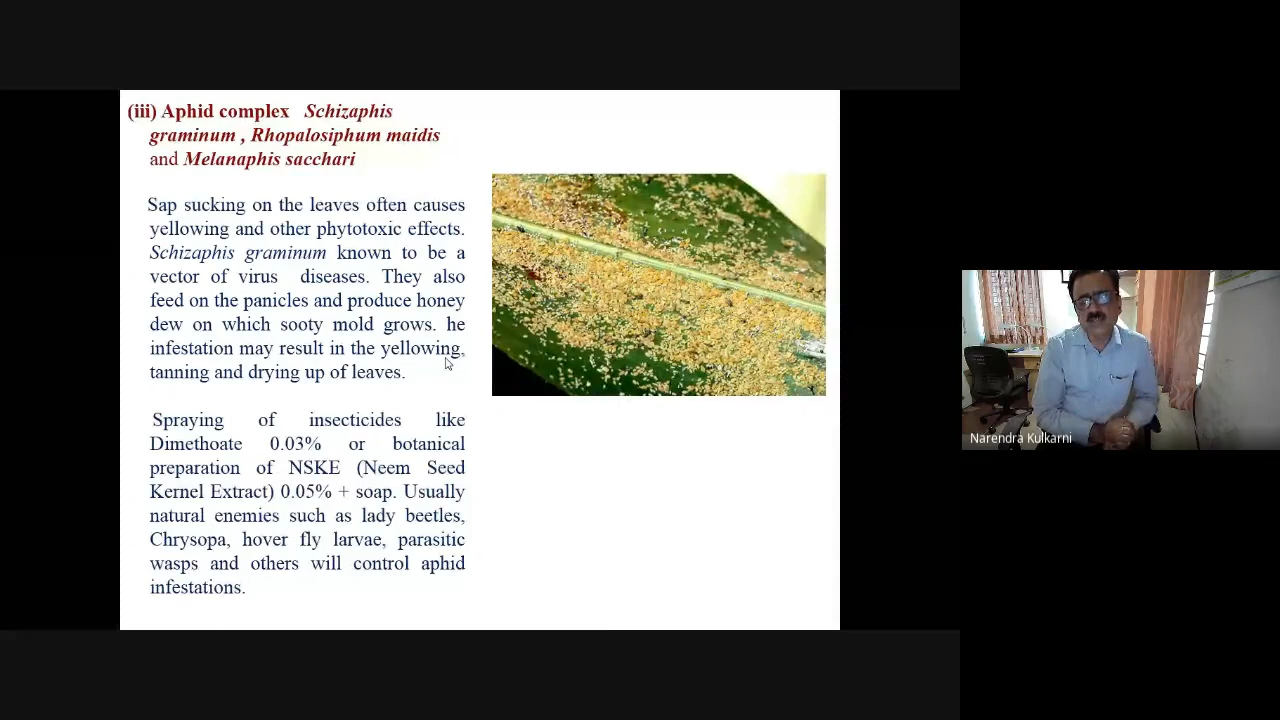 (iii) Aphid complex Schizaphis
graminum , Rhopalosiphum maidis
and Melanaphis sacchari
Sap sucking on the leaves often causes
yellowing and other phytotoxic effects.
Schizaphis graminum known to be a
vector of virus diseases. They also
feed on the panicles and produce honey
dew on which sooty mold grows. he
infestation may result in the yellowing,
tanning and drying up of leaves.
Spraying of insecticides like
Dimethoate 0.03% or botanical
preparation of NSKE (Neem Seed
Kernel Extract) 0.05% + soap. Usually
natural enemies such as lady beetles,
Chrysopa, hover fly larvae, parasitic
wasps and others will control aphid
infestations.
Narendra Kulkarni